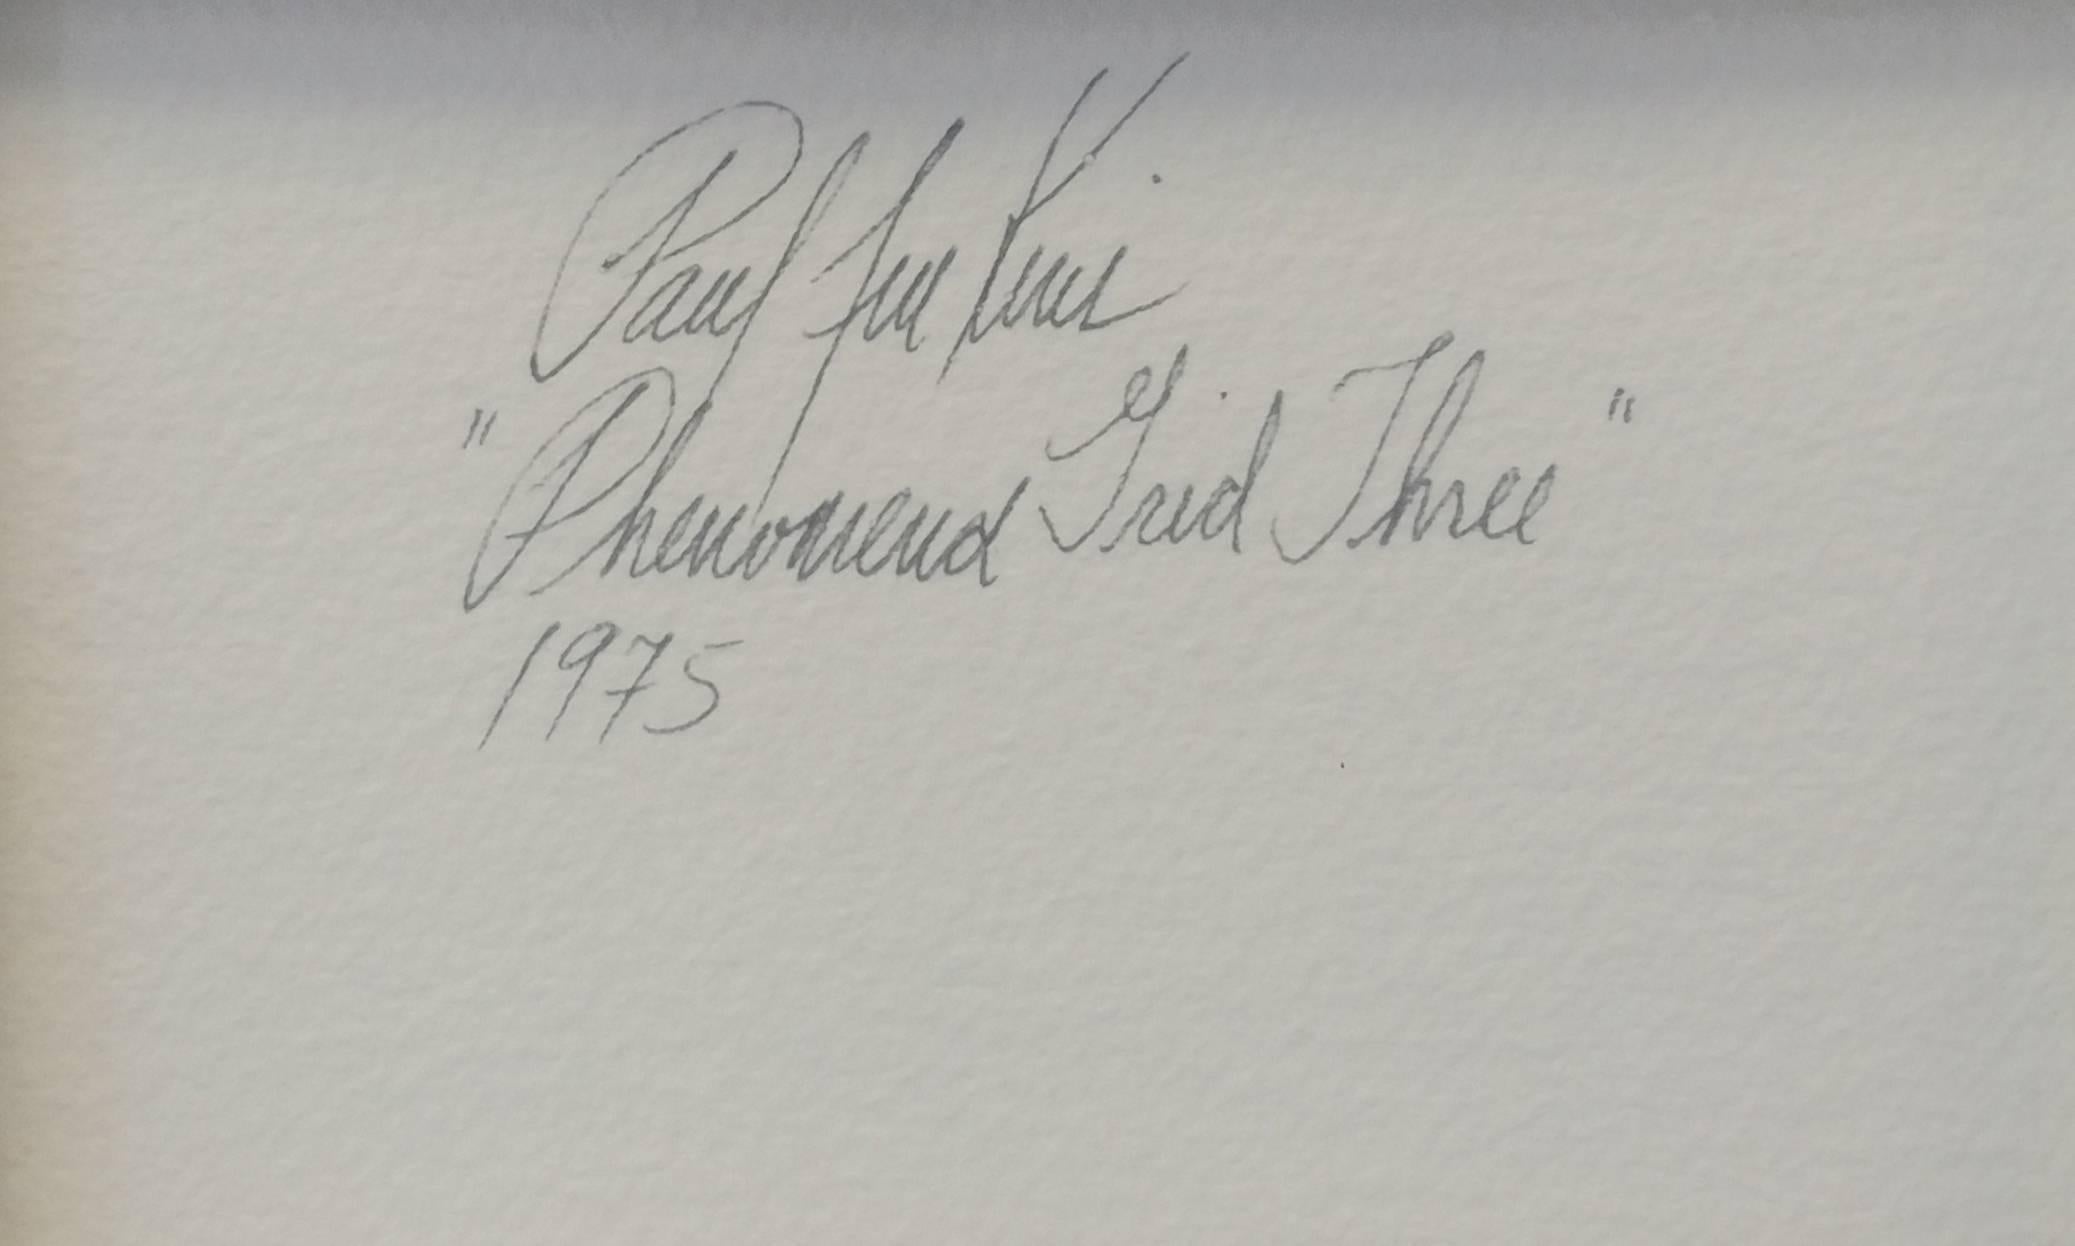 Paul Jenkins
"Phenomena Grid Three"
1975